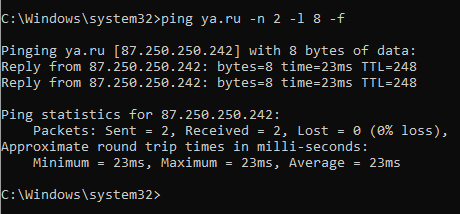 C:\Windows\system32>ping ya.ru -n 2 -l 8 -f
Pinging ya.ru [87.250.250.242] with 8 bytes of data:
Reply from 87.250.250.242: bytes=8 time=23ms TTL=248
Reply from 87.250.250.242: bytes=8 time=23ms TTL=248
Ping statistics for 87.250.250.242:
    Packets: Sent = 2, Received = 2, Lost = 0 (0% loss),
Approximate round trip times in milli-seconds:
    Minimum = 23ms, Maximum = 23ms, Average = 23ms
C:\Windows\system32>